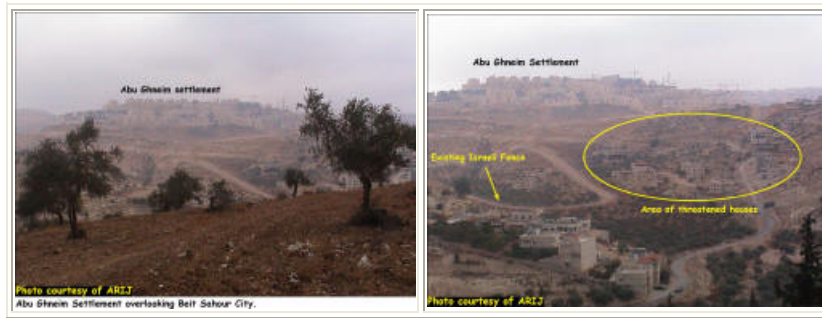 Abu Ghneim settlement
Photo courtesy of ARIJ
Abu Ghneim Settlement overlooking Beit Sahour City.
Abu Ghneim Settlement
Existing Israeli Fence
Area of threatened houses
Photo courtesy of ARIJ